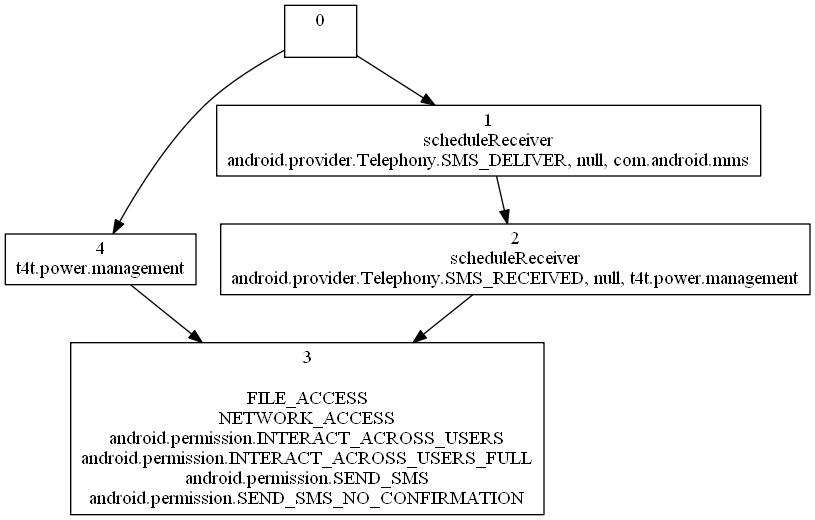 0
1
scheduleReceiver
android.provider.Telephony.SMS_DELIVER, null, com.android.mms
4
t4t.power.management
2
scheduleReceiver
android.provider.Telephony.SMS_RECEIVED, null, t4t.power.management
3
FILE_ACCESS
NETWORK_ACCESS
android.permission.INTERACT_ACROSS_USERS
android.permission.INTERACT_ACROSS_USERS_FULL
android.permission.SEND_SMS
android.permission.SEND_SMS_NO_CONFIRMATION